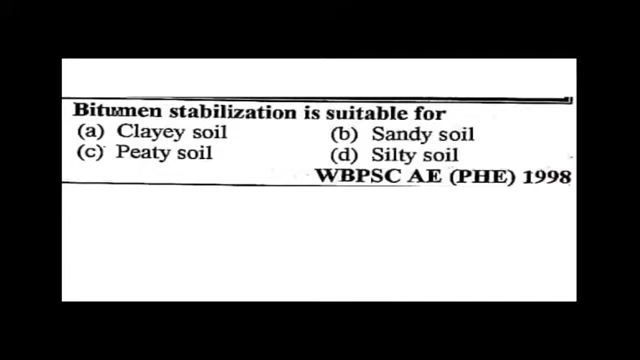 Bitumen stabilization is suitable for
(a) Clayey soil (b) Sandy soil
(c) Peaty soil (d) Silty soil
WBPSC AE (PHE) 1998